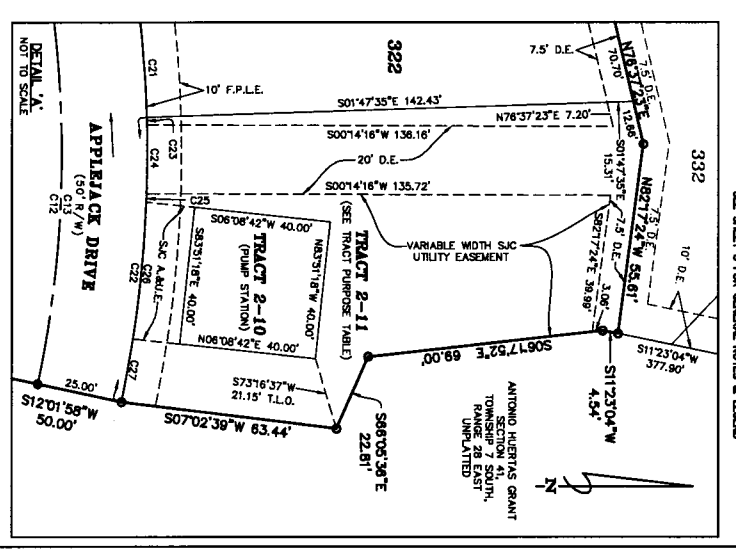 N76°37'23"E
70.70'
7.5' D.E.
7.5' D.E.
332
10' D.E.
7.5' D.E.
12.66'
N82°17'24"W 55.61'
322
10' F.P.L.E.
S01°47'35"E 142.43'
N76°37'23"E 7.20'
S01°47'35"E
15.31'
S00°14'16"W 136.16'
20' D.E.
S00°14'16"W 135.72'
S82°17'24"E 39.99'
7.5' D.E.
3.06'
VARIABLE WIDTH SJC
UTILITY EASEMENT
S11°23'04"W
377.90'
S11°23'04"W
4.54'
S06°17'52"E
69.00'
TRACT 2-11
(SEE TRACT PURPOSE TABLE)
TRACT 2-10
(PUMP STATION)
S06°08'42"W 40.00'
N83°51'18"W 40.00'
S83°51'18"E 40.00'
N06°08'42"E 40.00'
S73°16'37"W
21.15' T.L.O.
S66°05'36"E
22.81'
S07°02'39"W 63.44'
25.00'
S12°01'58"W
50.00'
C21
C23
C24
C25
SJC A.&U.E.
C26
C22
C27
APPLEJACK DRIVE
(50' R/W)
C13
C12
DETAIL 'A'
NOT TO SCALE
ANTONIO HUERTAS GRANT
SECTION 41,
TOWNSHIP 7 SOUTH,
RANGE 28 EAST
UNPLATTED
N